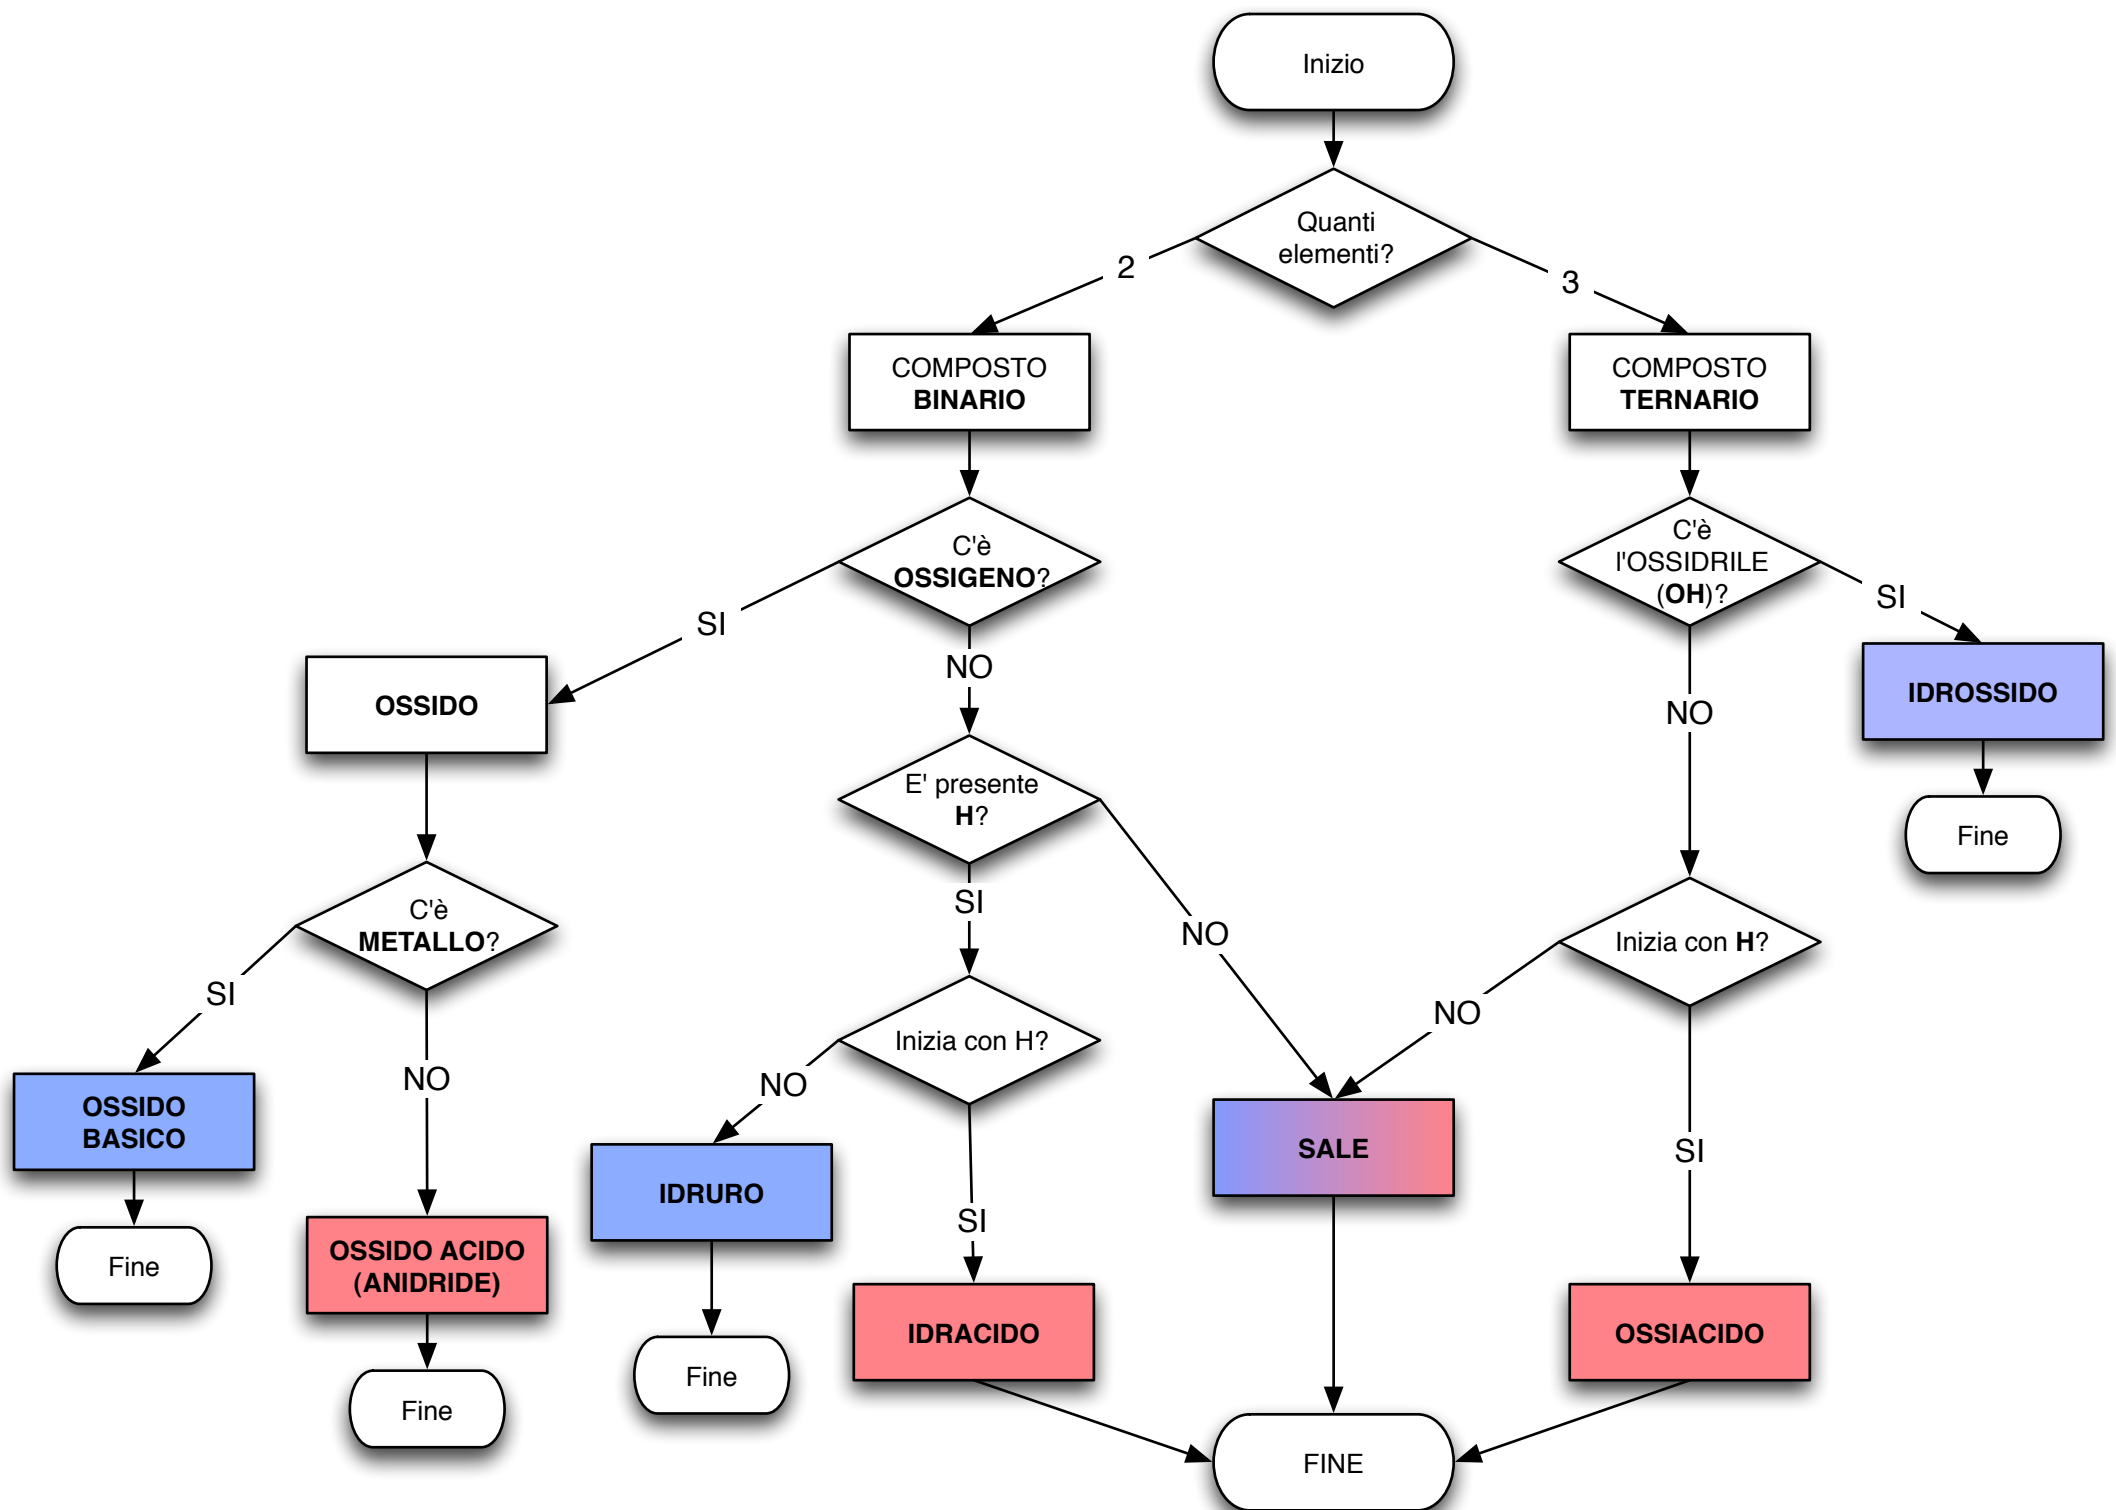 Inizio
Quanti
elementi?
2
3
COMPOSTO
BINARIO
COMPOSTO
TERNARIO
C'è
OSSIGENO?
C'è
l'OSSIDRILE
(OH)?
SI
SI
NO
OSSIDO
IDROSSIDO
NO
E' presente
H?
Fine
C'è
METALLO?
SI
NO
Inizia con H?
SI
NO
Inizia con H?
NO
NO
OSSIDO
BASICO
SALE
SI
IDRURO
SI
Fine
OSSIDO ACIDO
(ANIDRIDE)
IDRACIDO
OSSIACIDO
Fine
Fine
FINE